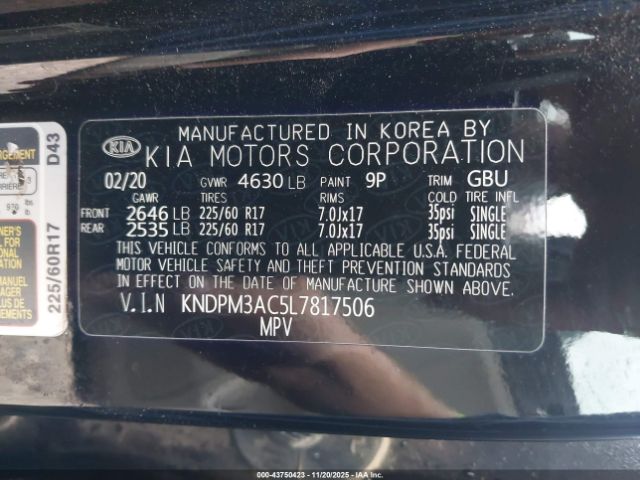 MANUFACTURED IN KOREA BY
KIA KIA MOTORS CORPORATION
02/20 GVWR 4630 LB PAINT 9P TRIM GBU
GAWR TIRES RIMS COLD TIRE INFL
FRONT 2646 LB 225/60 R17 7.0Jx17 35psi SINGLE
REAR 2535 LB 225/60 R17 7.0Jx17 35psi SINGLE
THIS VEHICLE CONFORMS TO ALL APPLICABLE U.S.A. FEDERAL
MOTOR VEHICLE SAFETY AND THEFT PREVENTION STANDARDS
IN EFFECT ON THE DATE OF MANUFACTURE SHOWN ABOVE.
V.I.N KNDPM3AC5L7817506
MPV
D43
225/60R17
000-43750423 - 11/20/2025 - IAA Inc.